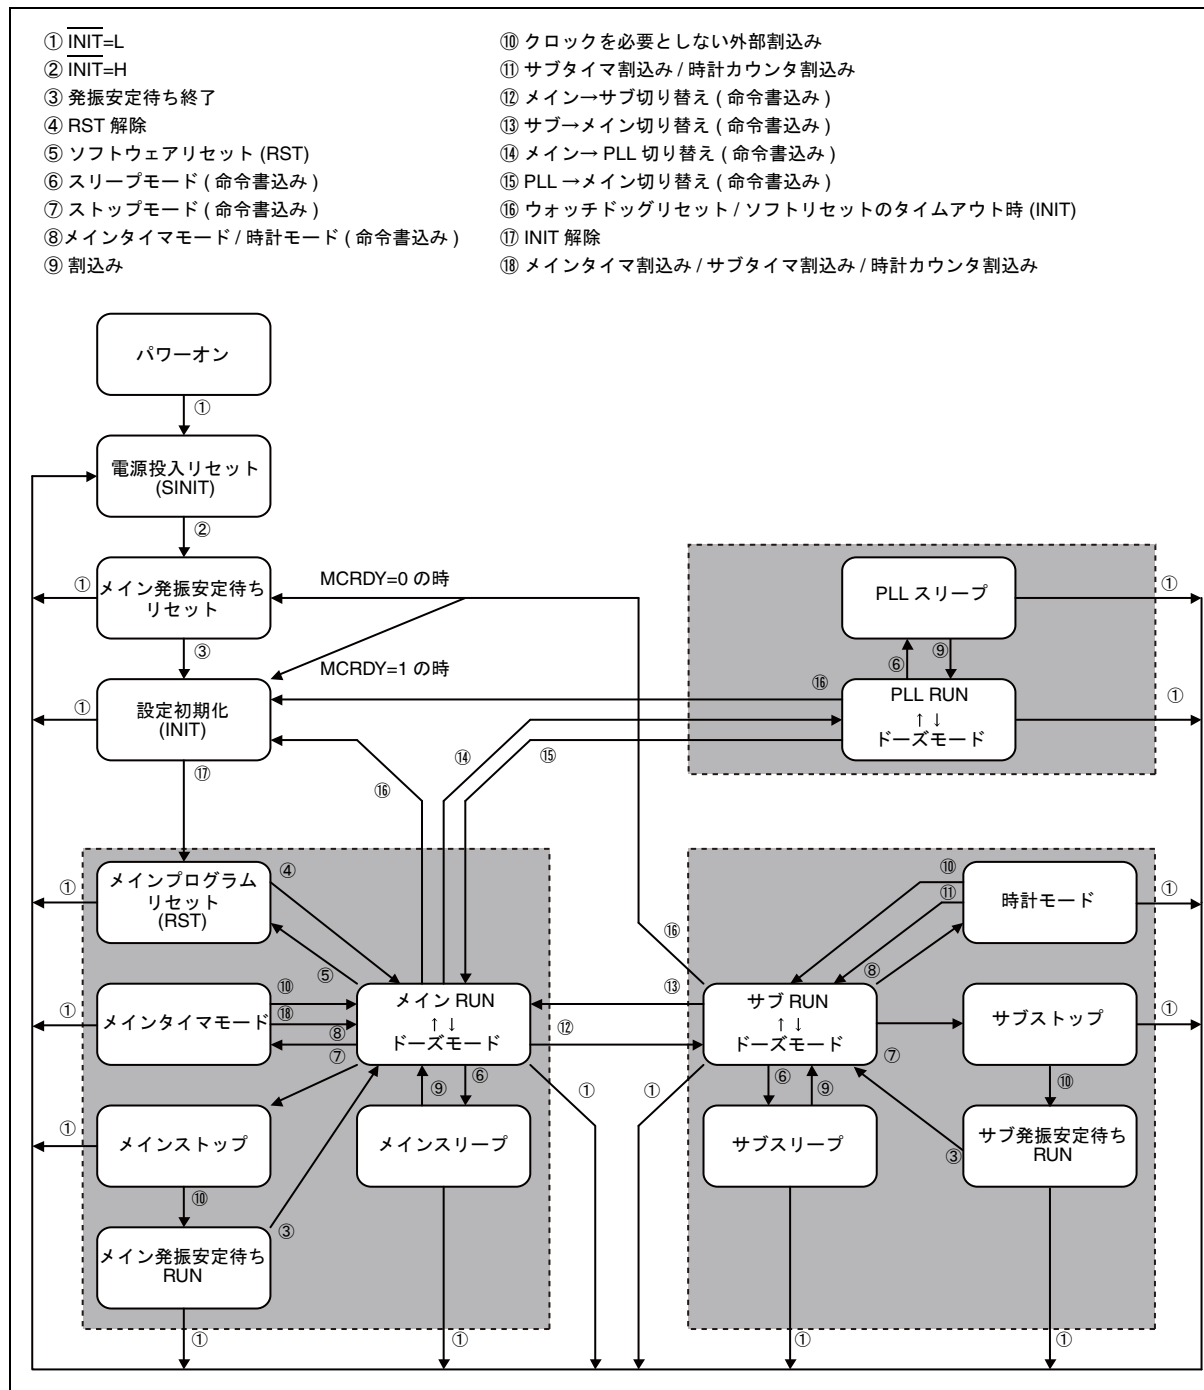 ① INIT=L
② INIT=H
③ 発振安定待ち終了
④ RST 解除
⑤ ソフトウェアリセット (RST)
⑥ スリープモード ( 命令書込み )
⑦ ストップモード ( 命令書込み )
⑧メインタイマモード / 時計モード ( 命令書込み )
⑨ 割込み
⑩ クロックを必要としない外部割込み
⑪ サブタイマ割込み / 時計カウンタ割込み
⑫ メイン→サブ切り替え ( 命令書込み )
⑬ サブ→メイン切り替え ( 命令書込み )
⑭ メイン→ PLL 切り替え ( 命令書込み )
⑮ PLL →メイン切り替え ( 命令書込み )
⑯ ウォッチドッグリセット / ソフトリセットのタイムアウト時 (INIT)
⑰ INIT 解除
⑱ メインタイマ割込み / サブタイマ割込み / 時計カウンタ割込み
パワーオン
①
電源投入リセット
(SINIT)
②
①
メイン発振安定待ち
リセット
MCRDY=0 の時
PLL スリープ
①
③
⑥
⑨
MCRDY=1 の時
①
設定初期化
(INIT)
⑯
PLL RUN
↑ ↓
ドーズモード
①
⑰
⑯
⑭
⑮
①
メインプログラム
リセット
(RST)
④
⑤
⑯
⑩
⑪
⑧
時計モード
①
①
メインタイマモード
⑩
⑱
⑧
⑦
メイン RUN
↑ ↓
ドーズモード
⑬
⑫
サブ RUN
↑ ↓
ドーズモード
⑦
サブストップ
①
⑨
⑥
①
①
⑥
⑨
⑩
①
メインストップ
メインスリープ
サブスリープ
③
サブ発振安定待ち
RUN
⑩
③
メイン発振安定待ち
RUN
①
①
①
①